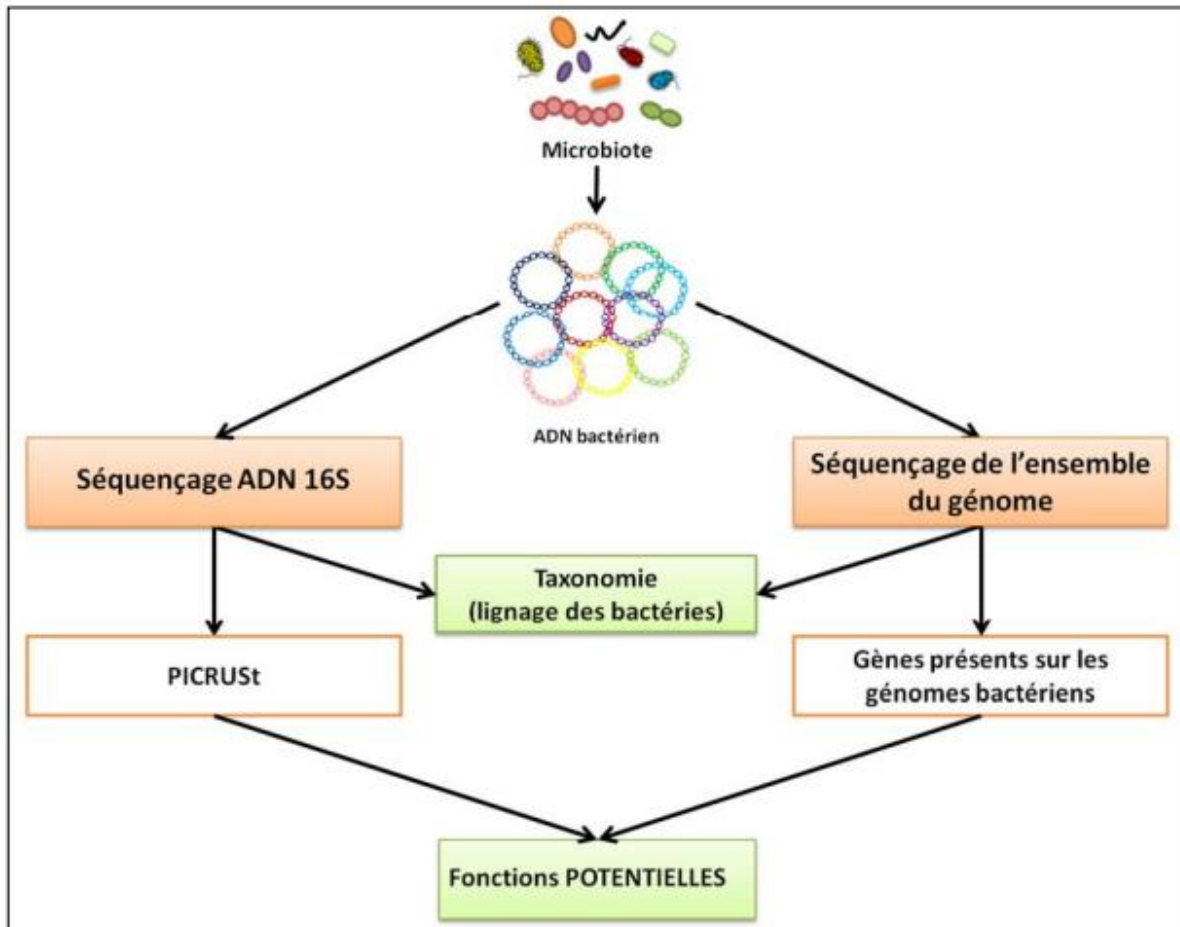 Microbiote
ADN bactérien
Séquençage ADN 16S
Séquençage de l'ensemble
du génome
Taxonomie
(lignage des bactéries)
PICRUSt
Gènes présents sur les
génomes bactériens
Fonctions POTENTIELLES